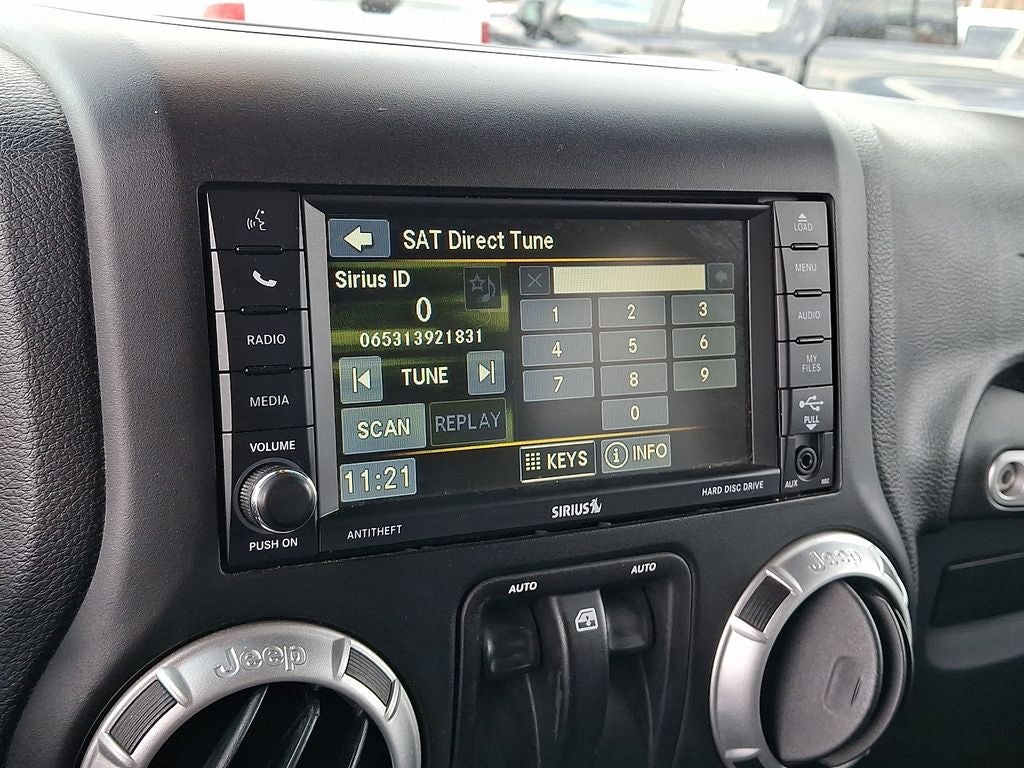 SAT Direct Tune
Sirius ID
0
065313921831
TUNE
SCAN
REPLAY
11:21
1 2 3
4 5 6
7 8 9
0
KEYS
INFO
RADIO
MEDIA
VOLUME
PUSH ON
LOAD
MENU
AUDIO
MY
FILES
PULL
AUX
RBZ
ANTITHEFT
SIRIUS
HARD DISC DRIVE
AUTO
AUTO
Jeep
Jeep